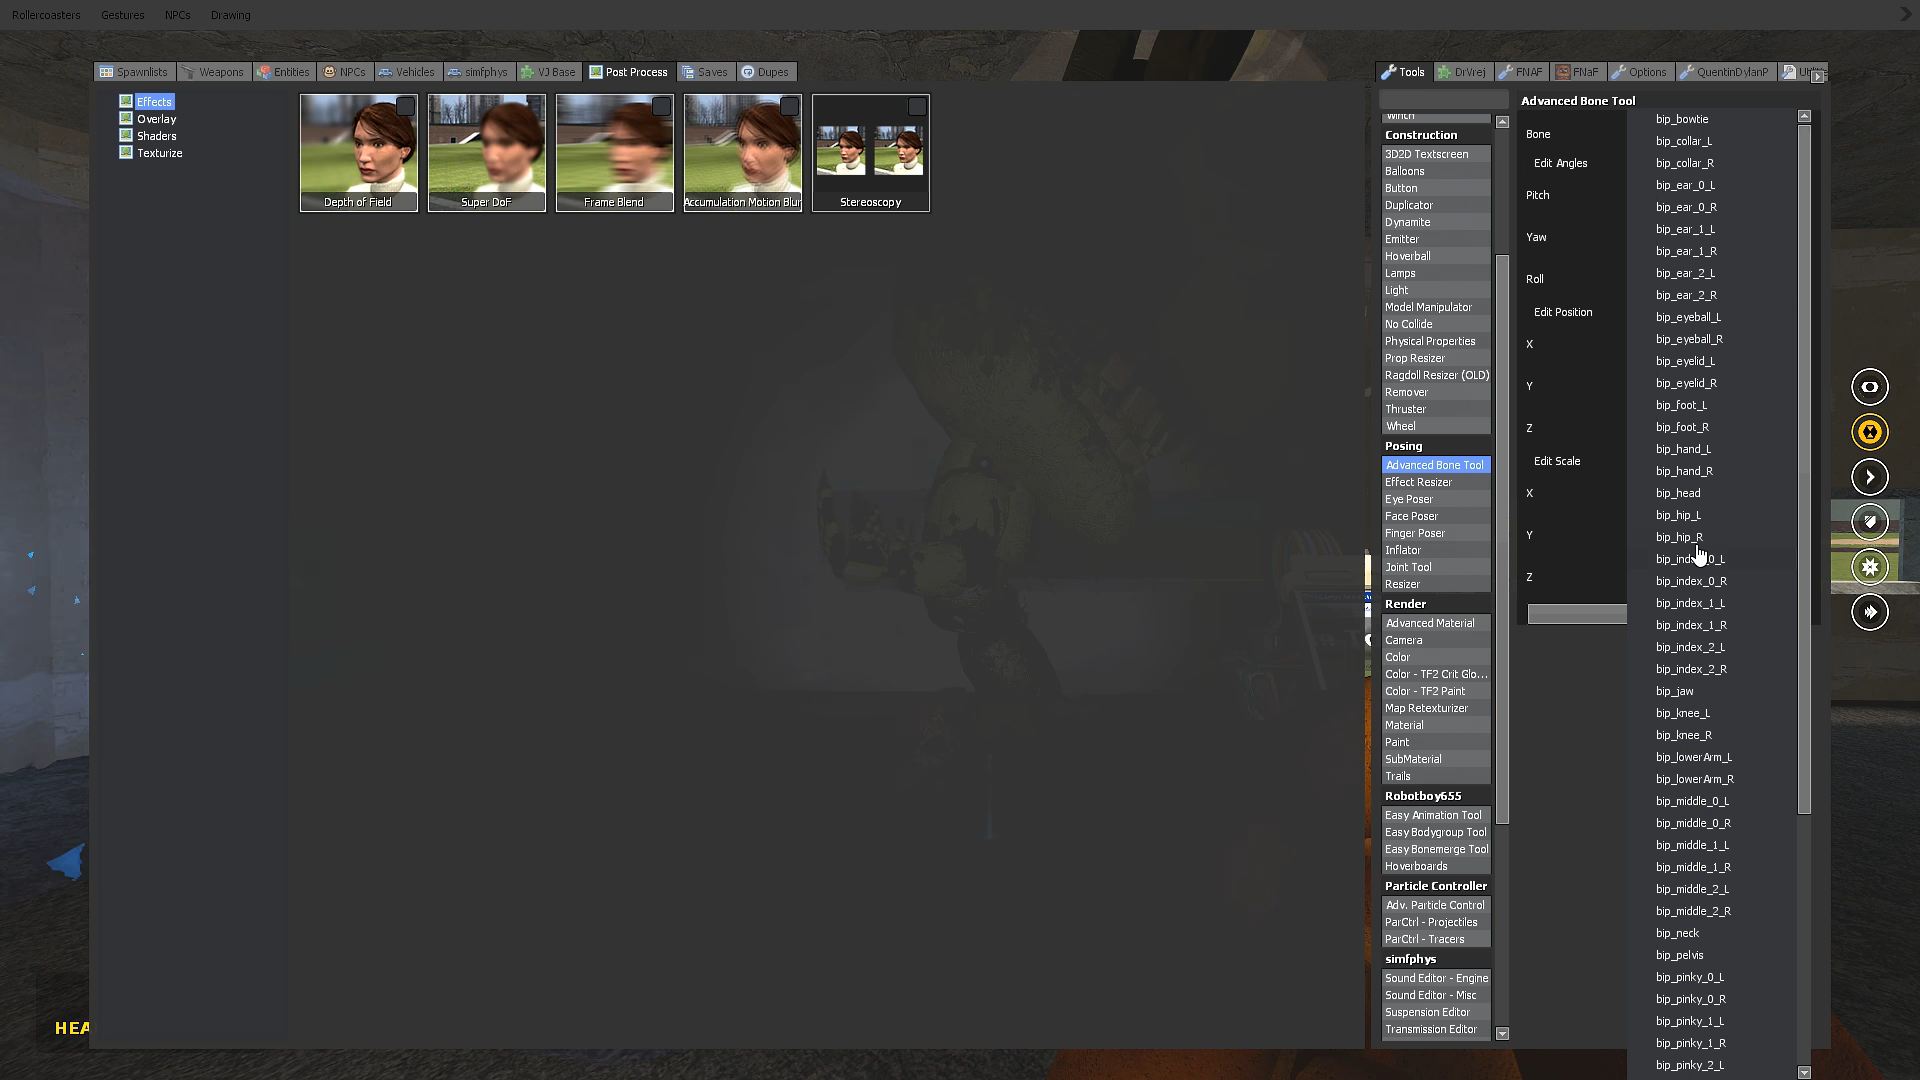 Rollercoasters Gestures NPCs Drawing
Spawnlists Weapons Entities NPCs Vehicles simfphys VJ Base Post Process Saves Dupes
Effects
Overlay
Shaders
Texturize
Depth of Field Super DoF Frame Blend Accumulation Motion Blur Stereoscopy
HEA
Tools DrVrej FNAF FNaF Options QuentinDylanP
Winch
Construction
3D2D Textscreen
Balloons
Button
Duplicator
Dynamite
Emitter
Hoverball
Lamps
Light
Model Manipulator
No Collide
Physical Properties
Prop Resizer
Ragdoll Resizer (OLD)
Remover
Thruster
Wheel
Posing
Advanced Bone Tool
Effect Resizer
Eye Poser
Face Poser
Finger Poser
Inflator
Joint Tool
Resizer
Render
Advanced Material
Camera
Color
Color - TF2 Crit Glo...
Color - TF2 Paint
Map Retexturizer
Material
Paint
SubMaterial
Trails
Robotboy655
Easy Animation Tool
Easy Bodygroup Tool
Easy Bonemerge Tool
Hoverboards
Particle Controller
Adv. Particle Control
ParCtrl - Projectiles
ParCtrl - Tracers
simfphys
Sound Editor - Engine
Sound Editor - Misc
Suspension Editor
Transmission Editor
Advanced Bone Tool
Bone
Edit Angles
Pitch
Yaw
Roll
Edit Position
X
Y
Z
Edit Scale
X
Y
Z
bip_bowtie
bip_collar_L
bip_collar_R
bip_ear_0_L
bip_ear_0_R
bip_ear_1_L
bip_ear_1_R
bip_ear_2_L
bip_ear_2_R
bip_eyeball_L
bip_eyeball_R
bip_eyelid_L
bip_eyelid_R
bip_foot_L
bip_foot_R
bip_hand_L
bip_hand_R
bip_head
bip_hip_L
bip_hip_R
bip_index_0_L
bip_index_0_R
bip_index_1_L
bip_index_1_R
bip_index_2_L
bip_index_2_R
bip_jaw
bip_knee_L
bip_knee_R
bip_lowerArm_L
bip_lowerArm_R
bip_middle_0_L
bip_middle_0_R
bip_middle_1_L
bip_middle_1_R
bip_middle_2_L
bip_middle_2_R
bip_neck
bip_pelvis
bip_pinky_0_L
bip_pinky_0_R
bip_pinky_1_L
bip_pinky_1_R
bip_pinky_2_L